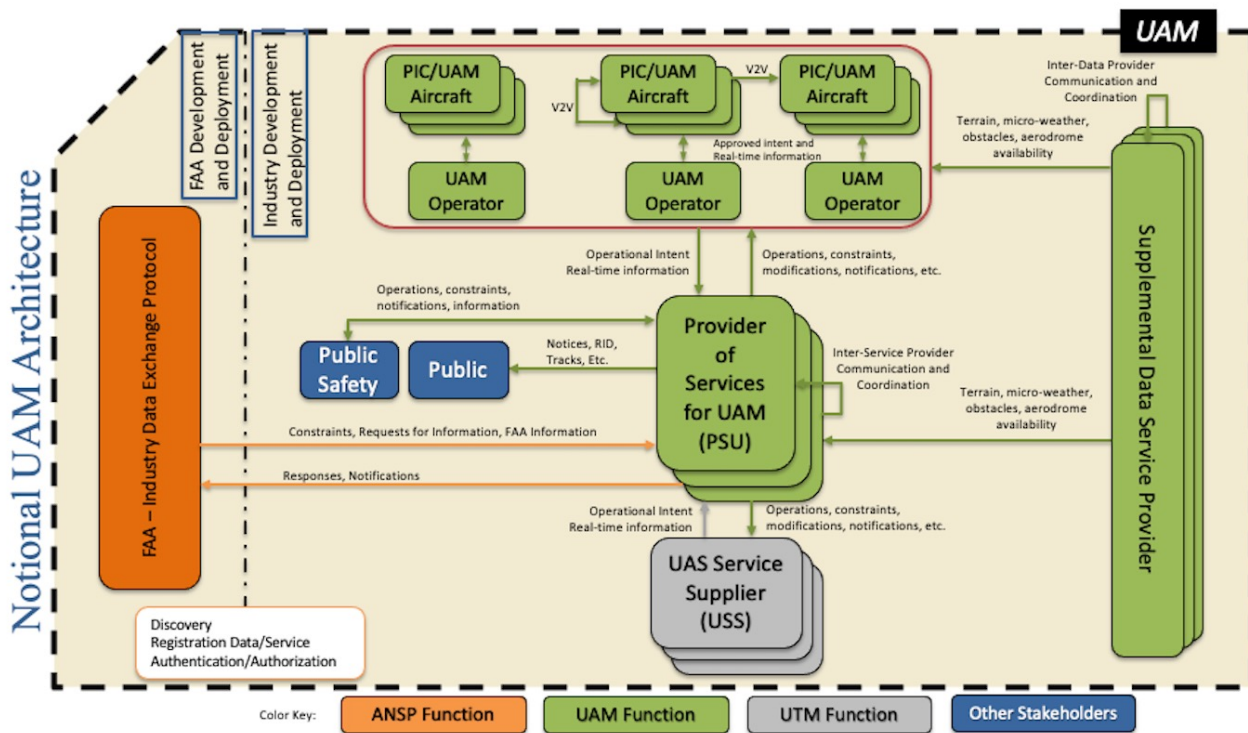 UAM
Notional UAM Architecture
FAA Development
and Deployment
Industry Development
and Deployment
PIC/UAM
Aircraft
V2V
PIC/UAM
Aircraft
V2V
PIC/UAM
Aircraft
Approved intent and
Real-time information
UAM
Operator
UAM
Operator
UAM
Operator
Inter-Data Provider
Communication and
Coordination
Terrain, micro-weather,
obstacles, aerodrome
availability
Supplemental Data Service Provider
Operational Intent
Real-time information
Operations, constraints,
modifications, notifications, etc.
Operations, constraints,
notifications, information
Public
Safety
Public
Notices, RID,
Tracks, Etc.
Provider
of
Services
for UAM
(PSU)
Inter-Service Provider
Communication and
Coordination
Terrain, micro-weather,
obstacles, aerodrome
availability
FAA – Industry Data Exchange Protocol
Constraints, Requests for Information, FAA Information
Responses, Notifications
Operational Intent
Real-time information
Operations, constraints,
modifications, notifications, etc.
UAS Service
Supplier
(USS)
Discovery
Registration Data/Service
Authentication/Authorization
Color Key:
ANSP Function
UAM Function
UTM Function
Other Stakeholders